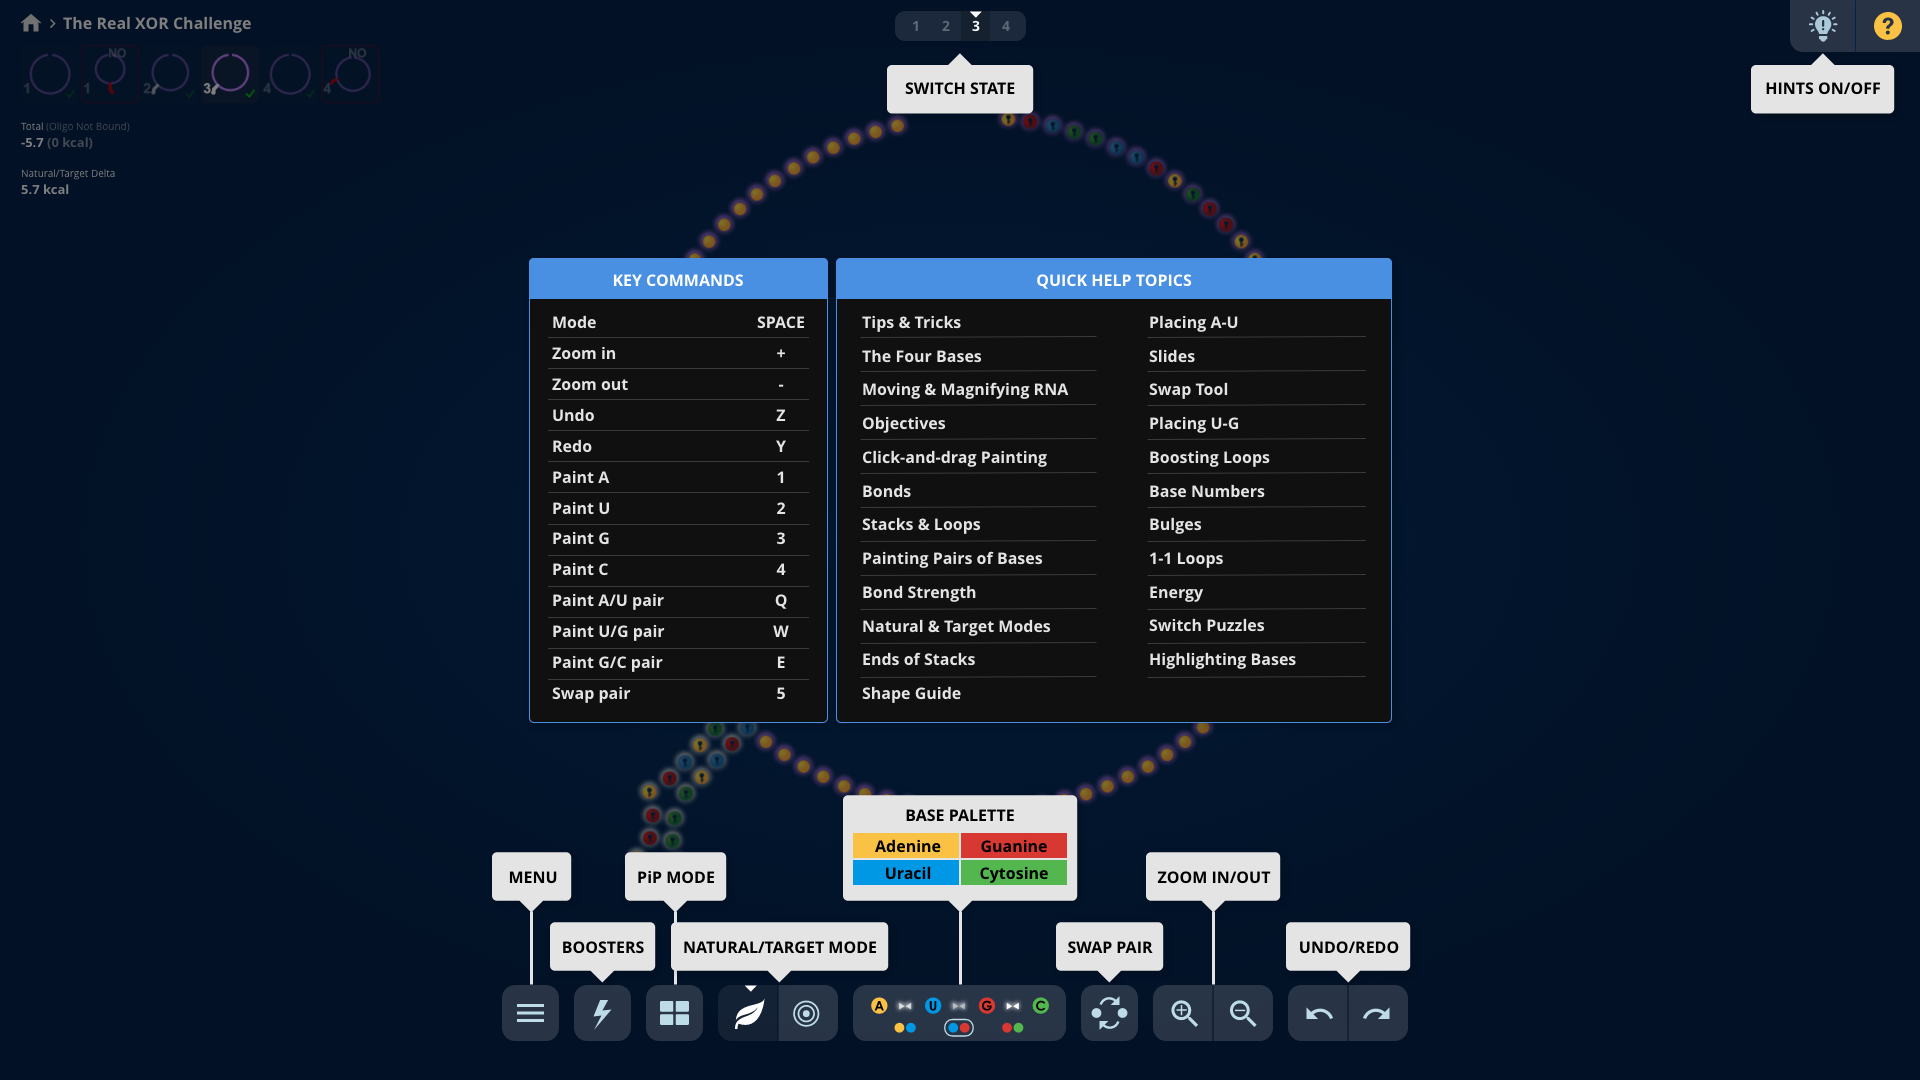 The Real XOR Challenge
1 2 3 4
SWITCH STATE
HINTS ON/OFF
?
1
NO
1
2
3
4
NO
4
Total (Oligo Not Bound)
-5.7 (0 kcal)
Natural/Target Delta
5.7 kcal
KEY COMMANDS
Mode SPACE
Zoom in +
Zoom out -
Undo Z
Redo Y
Paint A 1
Paint U 2
Paint G 3
Paint C 4
Paint A/U pair Q
Paint U/G pair W
Paint G/C pair E
Swap pair 5
QUICK HELP TOPICS
Tips & Tricks
The Four Bases
Moving & Magnifying RNA
Objectives
Click-and-drag Painting
Bonds
Stacks & Loops
Painting Pairs of Bases
Bond Strength
Natural & Target Modes
Ends of Stacks
Shape Guide
Placing A-U
Slides
Swap Tool
Placing U-G
Boosting Loops
Base Numbers
Bulges
1-1 Loops
Energy
Switch Puzzles
Highlighting Bases
BASE PALETTE
Adenine Guanine
Uracil Cytosine
MENU
PiP MODE
ZOOM IN/OUT
BOOSTERS
NATURAL/TARGET MODE
SWAP PAIR
UNDO/REDO
A U G C